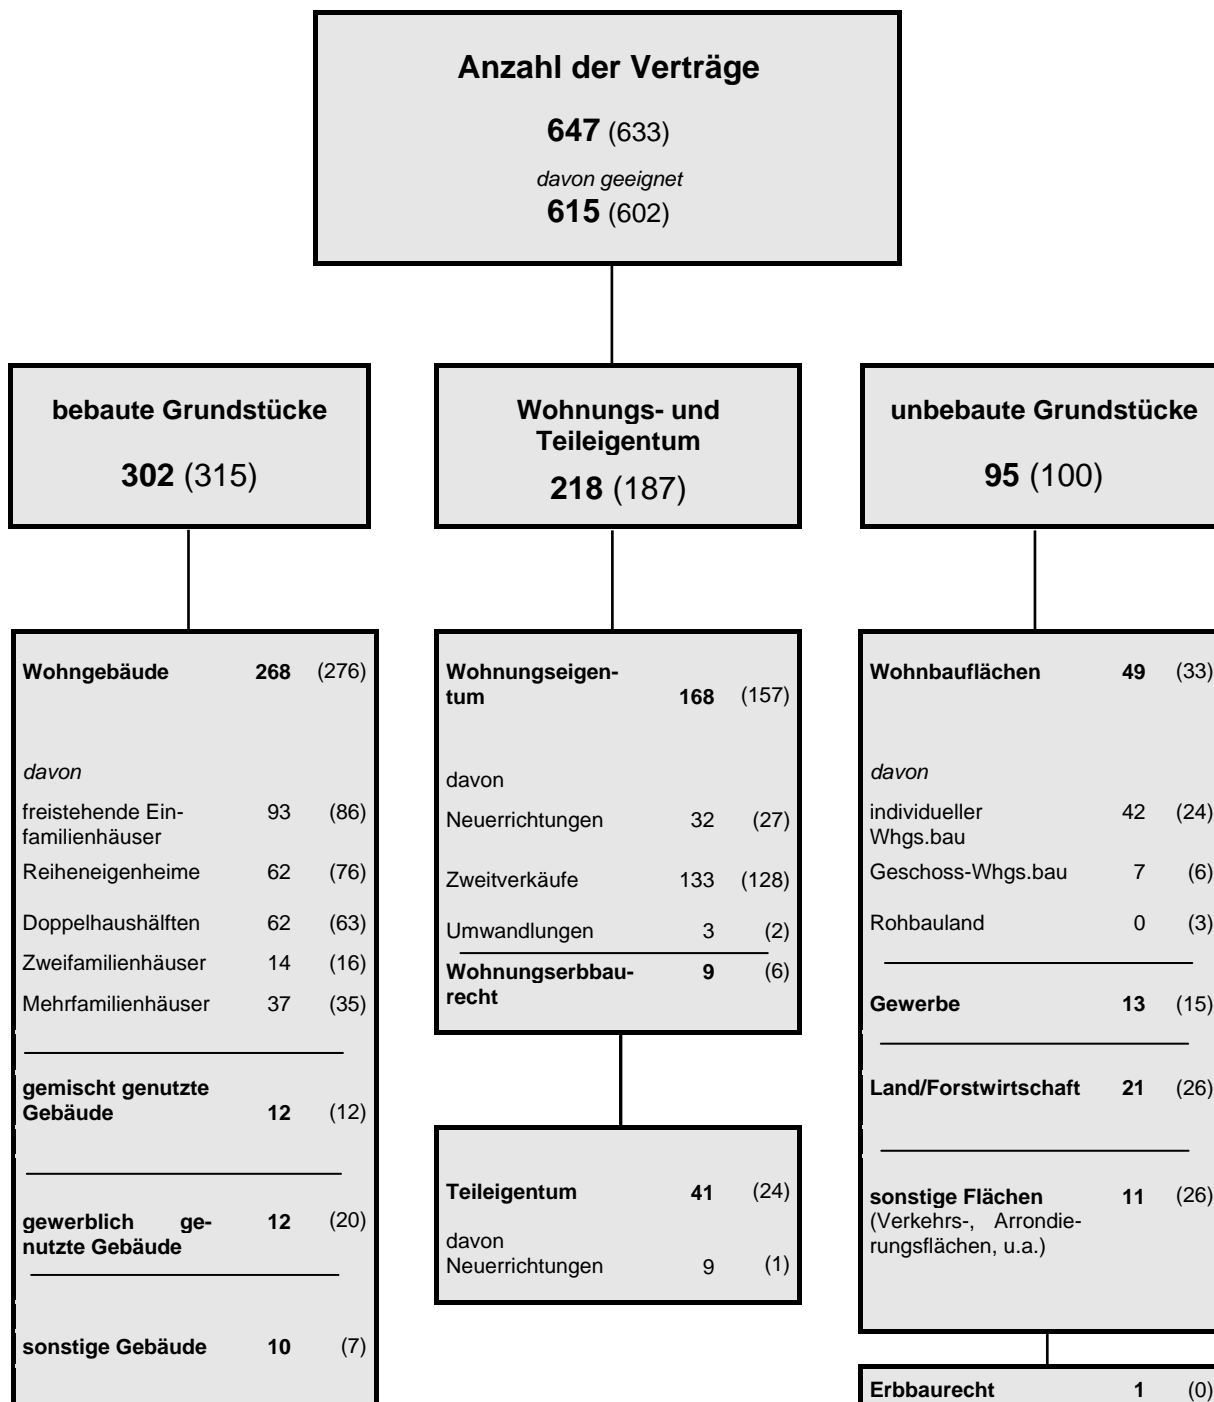 Anzahl der Verträge
647 (633)
davon geeignet
615 (602)
bebaute Grundstücke
302 (315)
Wohnungs- und
Teileigentum
218 (187)
unbebaute Grundstücke
95 (100)
Wohngebäude 268 (276)
davon
freistehende Ein- 93 (86)
familienhäuser
Reiheneigenheime 62 (76)
Doppelhaushälften 62 (63)
Zweifamilienhäuser 14 (16)
Mehrfamilienhäuser 37 (35)
gemischt genutzte
Gebäude 12 (12)
gewerblich ge- 12 (20)
nutzte Gebäude
sonstige Gebäude 10 (7)
Wohnungseigen-
tum 168 (157)
davon
Neuerrichtungen 32 (27)
Zweitverkäufe 133 (128)
Umwandlungen 3 (2)
Wohnungserbbau- 9 (6)
recht
Teileigentum 41 (24)
davon
Neuerrichtungen 9 (1)
Wohnbauflächen 49 (33)
davon
individueller 42 (24)
Whgs.bau
Geschoss-Whgs.bau 7 (6)
Rohbauland 0 (3)
Gewerbe 13 (15)
Land/Forstwirtschaft 21 (26)
sonstige Flächen 11 (26)
(Verkehrs-, Arrondie-
rungsflächen, u.a.)
Erbbaurecht 1 (0)